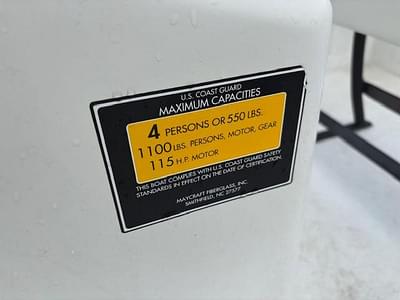 U.S. COAST GUARD
MAXIMUM CAPACITIES
4 PERSONS OR 550 LBS.
1100 LBS. PERSONS, MOTOR, GEAR
115 H.P. MOTOR
THIS BOAT COMPLIES WITH U.S. COAST GUARD SAFETY
STANDARDS IN EFFECT ON THE DATE OF CERTIFICATION.
MAYCRAFT FIBERGLASS, INC.
SMITHFIELD, NC 27577